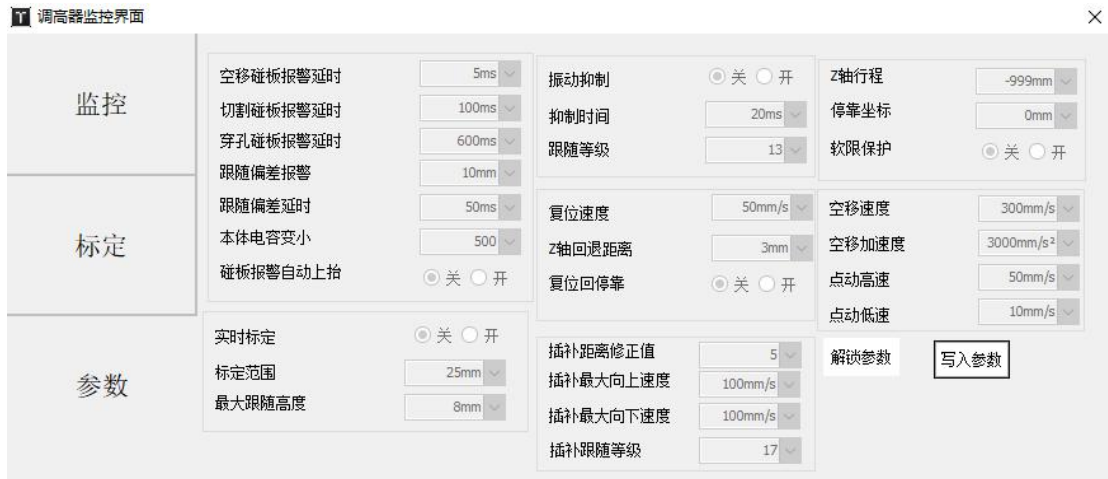 调高器监控界面
监控
标定
参数
空移碰板报警延时 5ms
切割碰板报警延时 100ms
穿孔碰板报警延时 600ms
跟随偏差报警 10mm
跟随偏差延时 50ms
本体电容变小 500
碰板报警自动上抬 关 开
实时标定 关 开
标定范围 25mm
最大跟随高度 8mm
振动抑制 关 开
抑制时间 20ms
跟随等级 13
复位速度 50mm/s
Z轴回退距离 3mm
复位回停靠 关 开
插补距离修正值 5
插补最大向上速度 100mm/s
插补最大向下速度 100mm/s
插补跟随等级 17
Z轴行程 -999mm
停靠坐标 0mm
软限保护 关 开
空移速度 300mm/s
空移加速度 3000mm/s²
点动高速 50mm/s
点动低速 10mm/s
解锁参数 写入参数